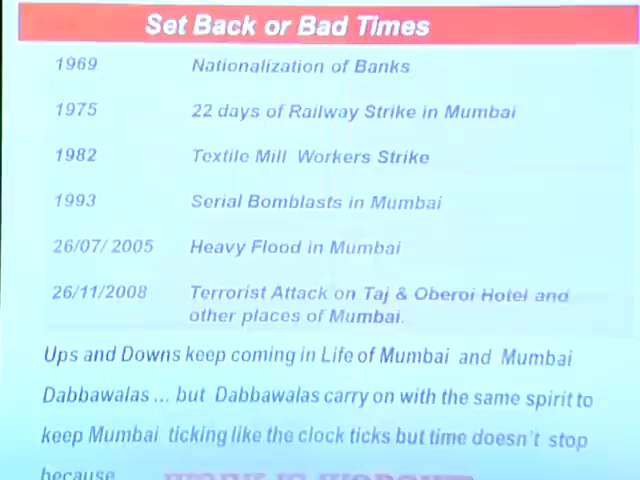 Set Back or Bad Times
1969 Nationalization of Banks
1975 22 days of Railway Strike in Mumbai
1982 Textile Mill Workers Strike
1993 Serial Bomblasts in Mumbai
26/07/2005 Heavy Flood in Mumbai
26/11/2008 Terrorist Attack on Taj & Oberoi Hotel and
other places of Mumbai.
Ups and Downs keep coming in Life of Mumbai and Mumbai
Dabbawalas ... but Dabbawalas carry on with the same spirit to
keep Mumbai ticking like the clock ticks but time doesn't stop
because